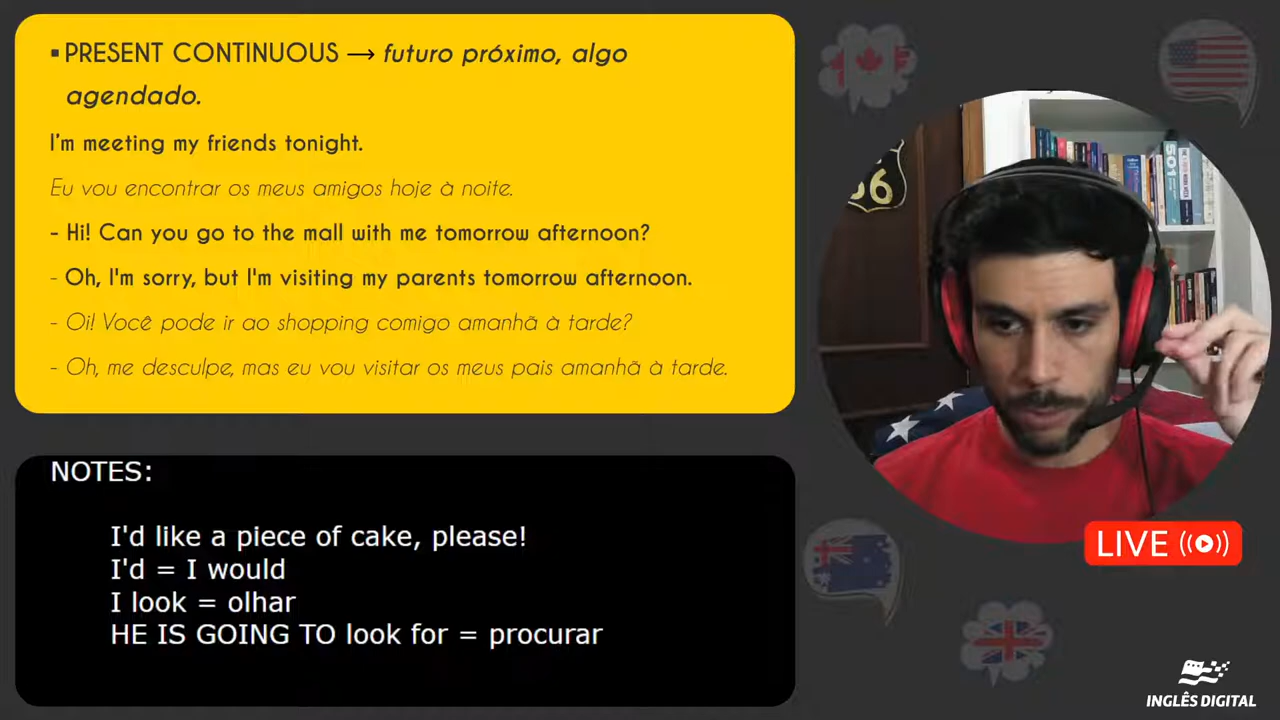 ▪ PRESENT CONTINUOUS → futuro próximo, algo
agendado.
I'm meeting my friends tonight.
Eu vou encontrar os meus amigos hoje à noite.
- Hi! Can you go to the mall with me tomorrow afternoon?
- Oh, I'm sorry, but I'm visiting my parents tomorrow afternoon.
- Oi! Você pode ir ao shopping comigo amanhã à tarde?
- Oh, me desculpe, mas eu vou visitar os meus pais amanhã à tarde.
NOTES:
I'd like a piece of cake, please!
I'd = I would
I look = olhar
HE IS GOING TO look for = procurar
66
501
LIVE
INGLÊS DIGITAL